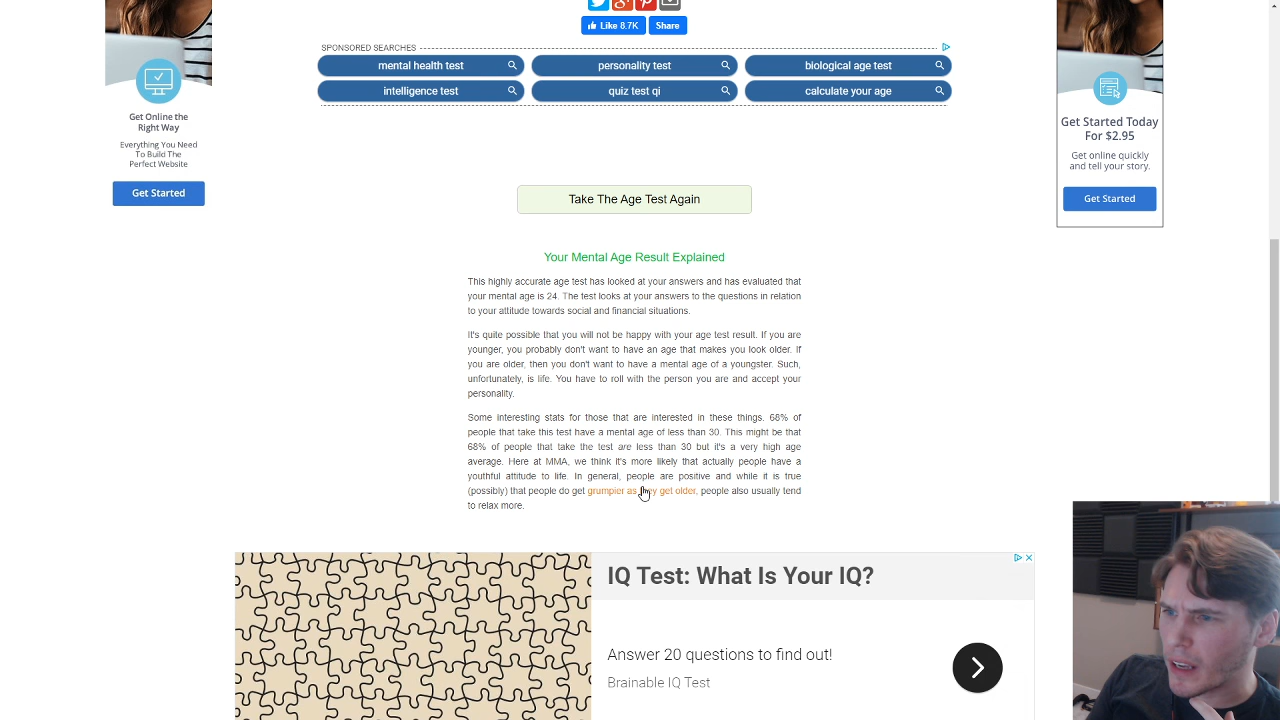 Like 8.7K
Share
SPONSORED SEARCHES
mental health test
personality test
biological age test
intelligence test
quiz test qi
calculate your age
Get Online the
Right Way
Everything You Need
To Build The
Perfect Website
Get Started
Get Started Today
For $2.95
Get online quickly
and tell your story.
Get Started
Take The Age Test Again
Your Mental Age Result Explained
This highly accurate age test has looked at your answers and has evaluated that
your mental age is 24. The test looks at your answers to the questions in relation
to your attitude towards social and financial situations.
It's quite possible that you will not be happy with your age test result. If you are
younger, you probably don't want to have an age that makes you look older. If
you are older, then you don't want to have a mental age of a youngster. Such,
unfortunately, is life. You have to roll with the person you are and accept your
personality.
Some interesting stats for those that are interested in these things. 68% of
people that take this test have a mental age of less than 30. This might be that
68% of people that take the test are less than 30 but it's a very high age
average. Here at MMA, we think it's more likely that actually people have a
youthful attitude to life. In general, people are positive and while it is true
(possibly) that people do get grumpier as they get older, people also usually tend
to relax more.
IQ Test: What Is Your IQ?
Answer 20 questions to find out!
Brainable IQ Test